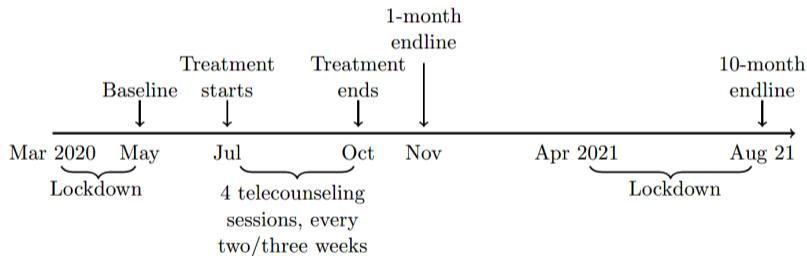 1-month
endline
Treatment
starts
Treatment
ends
10-month
endline
Baseline
Mar 2020 May Jul Oct Nov Apr 2021 Aug 21
Lockdown
4 telecounseling
sessions, every
two/three weeks
Lockdown